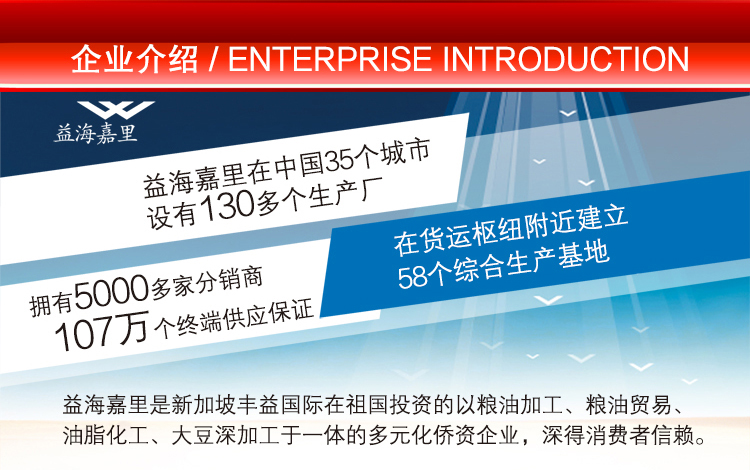 企业介绍 / ENTERPRISE INTRODUCTION
益海嘉里
益海嘉里在中国35个城市
设有130多个生产厂
在货运枢纽附近建立
58个综合生产基地
拥有5000多家分销商
107万个终端供应保证
益海嘉里是新加坡丰益国际在祖国投资的以粮油加工、粮油贸易、
油脂化工、大豆深加工于一体的多元化侨资企业，深得消费者信赖。